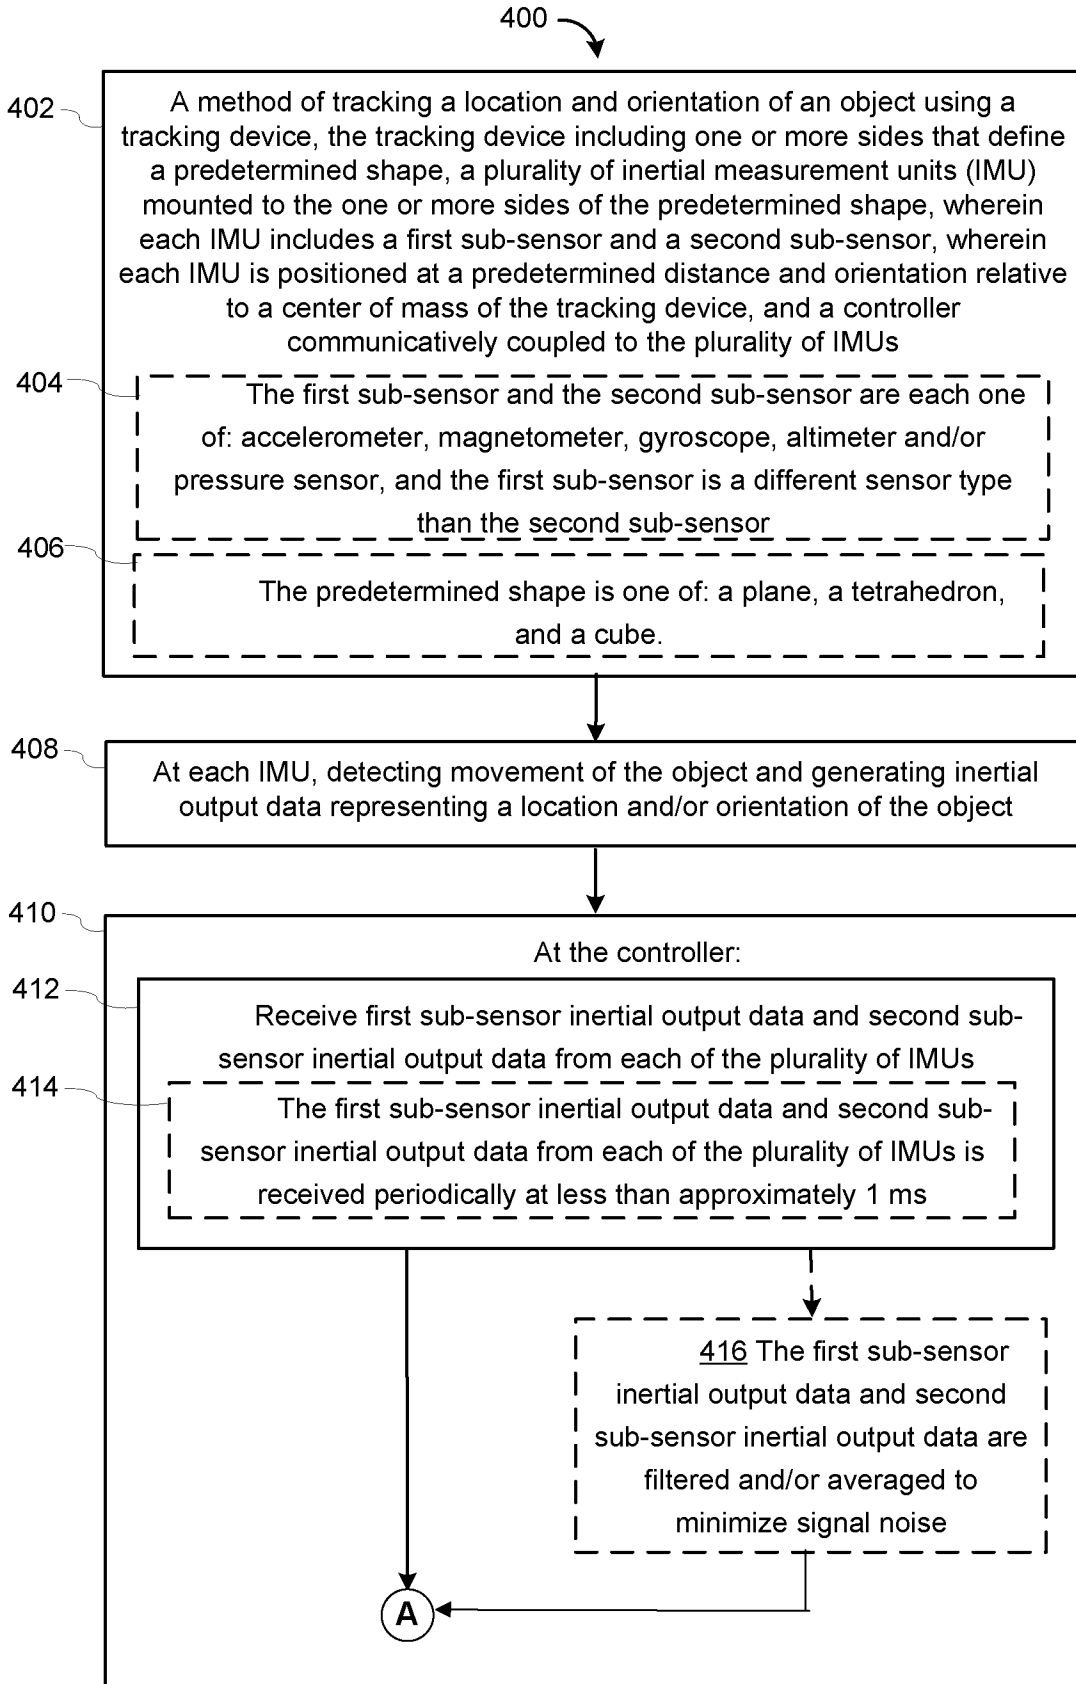 400
402
A method of tracking a location and orientation of an object using a
tracking device, the tracking device including one or more sides that define
a predetermined shape, a plurality of inertial measurement units (IMU)
mounted to the one or more sides of the predetermined shape, wherein
each IMU includes a first sub-sensor and a second sub-sensor, wherein
each IMU is positioned at a predetermined distance and orientation relative
to a center of mass of the tracking device, and a controller
communicatively coupled to the plurality of IMUs
404
The first sub-sensor and the second sub-sensor are each one
of: accelerometer, magnetometer, gyroscope, altimeter and/or
pressure sensor, and the first sub-sensor is a different sensor type
than the second sub-sensor
406
The predetermined shape is one of: a plane, a tetrahedron,
and a cube.
408
At each IMU, detecting movement of the object and generating inertial
output data representing a location and/or orientation of the object
410
At the controller:
412
Receive first sub-sensor inertial output data and second sub-
sensor inertial output data from each of the plurality of IMUs
414
The first sub-sensor inertial output data and second sub-
sensor inertial output data from each of the plurality of IMUs is
received periodically at less than approximately 1 ms
416 The first sub-sensor
inertial output data and second
sub-sensor inertial output data are
filtered and/or averaged to
minimize signal noise
A